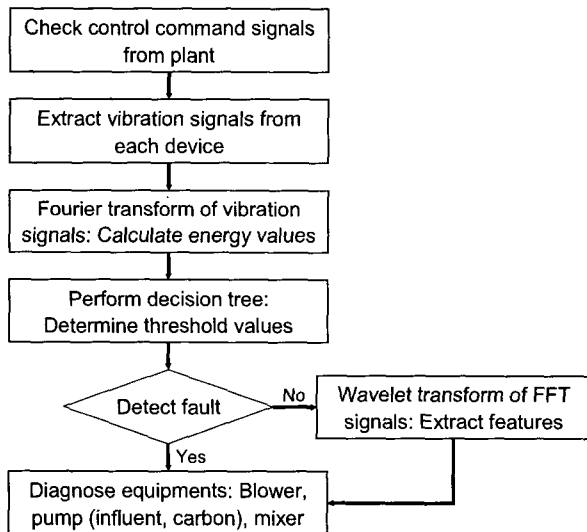 Check control command signals
from plant
Extract vibration signals from
each device
Fourier transform of vibration
signals: Calculate energy values
Perform decision tree:
Determine threshold values
Detect fault
No
Wavelet transform of FFT
signals: Extract features
Yes
Diagnose equipments: Blower,
pump (influent, carbon), mixer